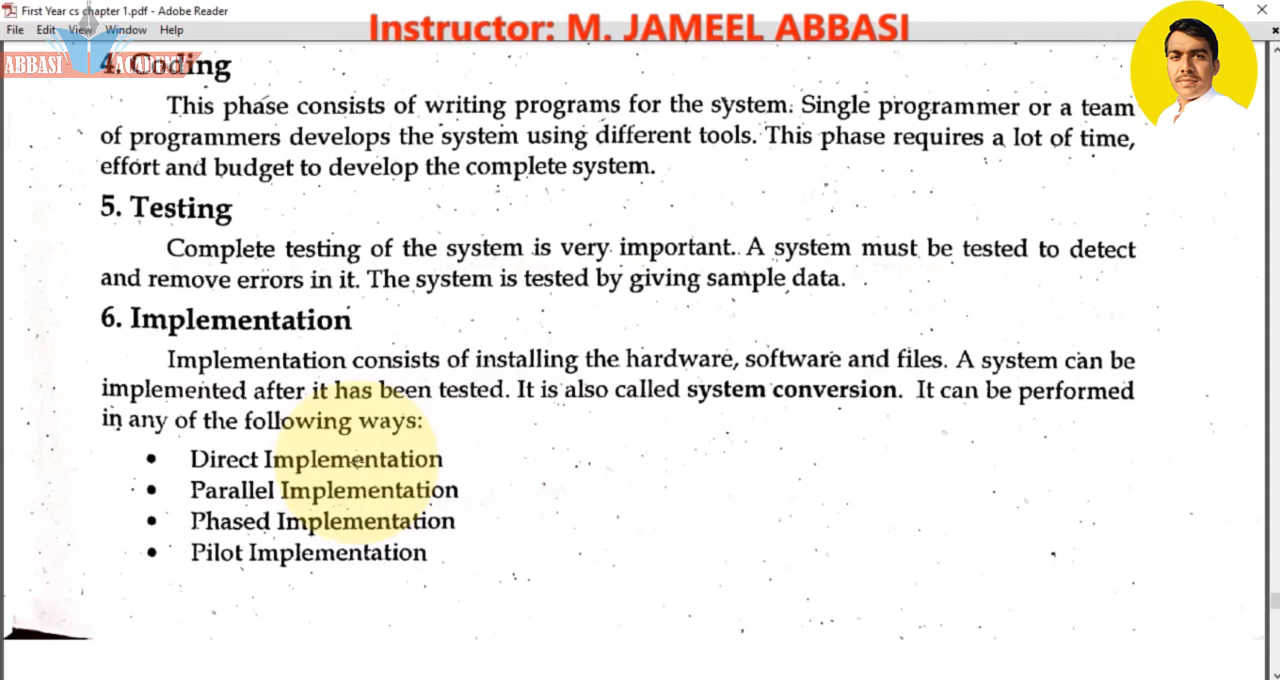 First Year cs chapter 1.pdf - Adobe Reader
File Edit View Window Help
Instructor: M. JAMEEL ABBASI
ABBASI ACADEMY
4. Coding
This phase consists of writing programs for the system. Single programmer or a team
of programmers develops the system using different tools. This phase requires a lot of time,
effort and budget to develop the complete system.
5. Testing
Complete testing of the system is very important. A system must be tested to detect
and remove errors in it. The system is tested by giving sample data.
6. Implementation
Implementation consists of installing the hardware, software and files. A system can be
implemented after it has been tested. It is also called system conversion. It can be performed
in any of the following ways:
• Direct Implementation
• Parallel Implementation
• Phased Implementation
• Pilot Implementation